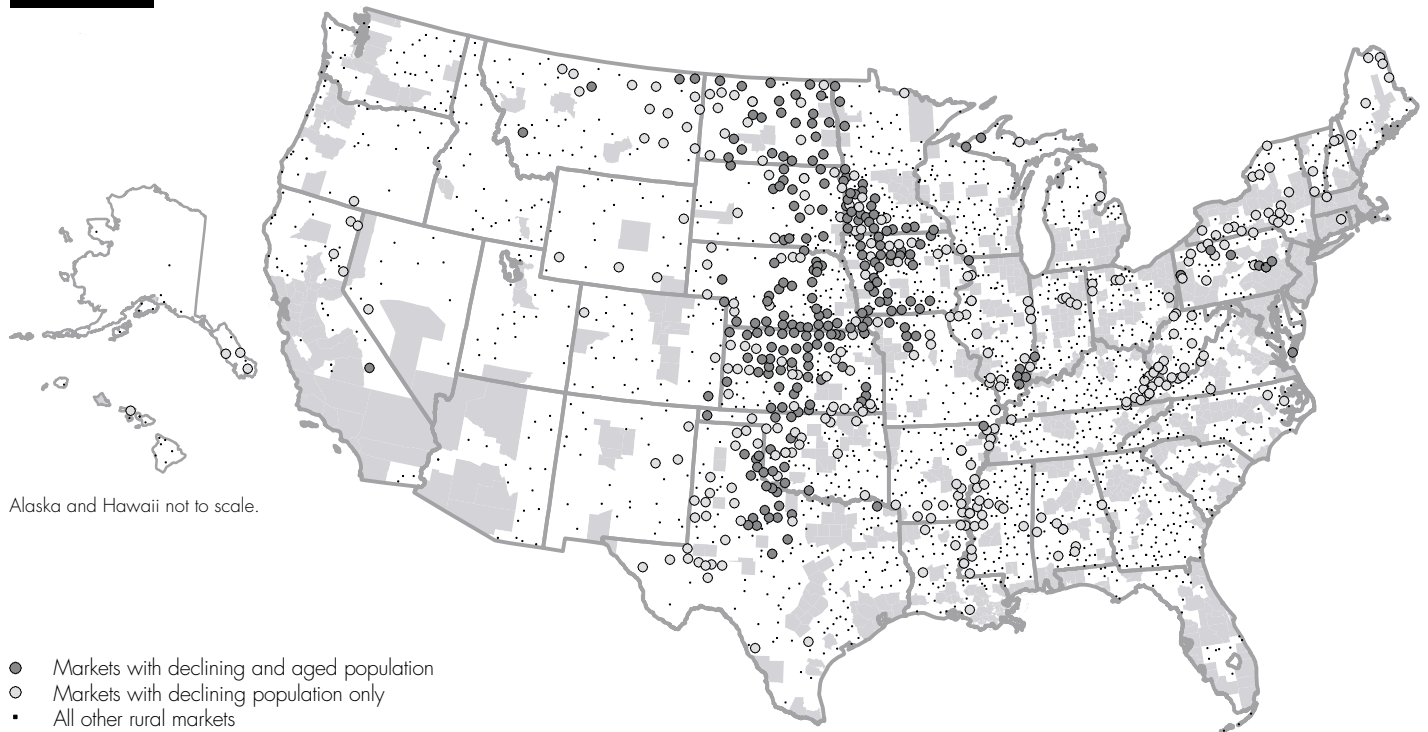 Alaska and Hawaii not to scale.
Markets with declining and aged population
Markets with declining population only
All other rural markets